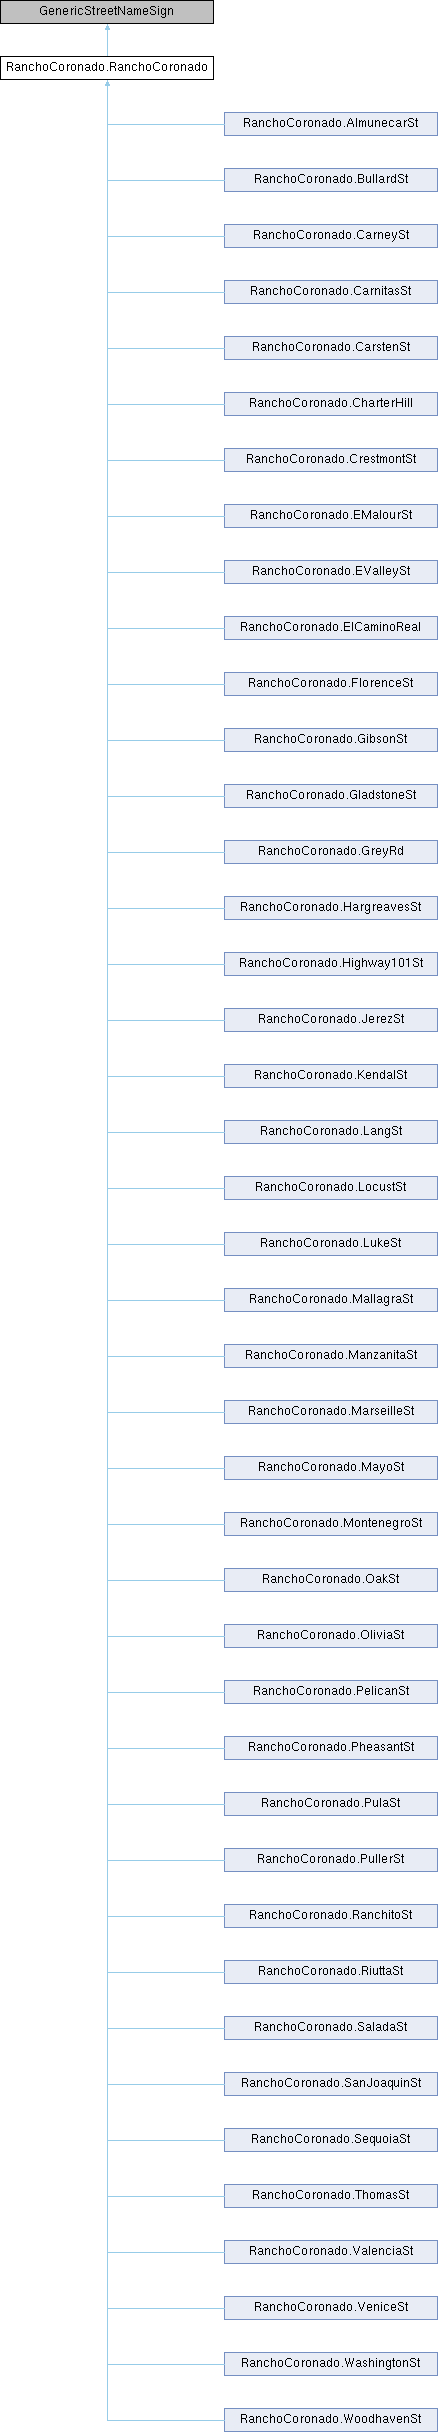 GenericStreetNameSign
RanchoCoronado.RanchoCoronado
RanchoCoronado.AlmunecarSt
RanchoCoronado.BullardSt
RanchoCoronado.CarneySt
RanchoCoronado.CarnitasSt
RanchoCoronado.CarstenSt
RanchoCoronado.CharterHill
RanchoCoronado.CrestmontSt
RanchoCoronado.EMalourSt
RanchoCoronado.EValleySt
RanchoCoronado.ElCaminoReal
RanchoCoronado.FlorenceSt
RanchoCoronado.GibsonSt
RanchoCoronado.GladstoneSt
RanchoCoronado.GreyRd
RanchoCoronado.HargreavesSt
RanchoCoronado.Highway101St
RanchoCoronado.JerezSt
RanchoCoronado.KendalSt
RanchoCoronado.LangSt
RanchoCoronado.LocustSt
RanchoCoronado.LukeSt
RanchoCoronado.MallagraSt
RanchoCoronado.ManzanitaSt
RanchoCoronado.MarseilleSt
RanchoCoronado.MayoSt
RanchoCoronado.MontenegroSt
RanchoCoronado.OakSt
RanchoCoronado.OliviaSt
RanchoCoronado.PelicanSt
RanchoCoronado.PheasantSt
RanchoCoronado.PulaSt
RanchoCoronado.PullerSt
RanchoCoronado.RanchitoSt
RanchoCoronado.RiuttaSt
RanchoCoronado.SaladaSt
RanchoCoronado.SanJoaquinSt
RanchoCoronado.SequoiaSt
RanchoCoronado.ThomasSt
RanchoCoronado.ValenciaSt
RanchoCoronado.VeniceSt
RanchoCoronado.WashingtonSt
RanchoCoronado.WoodhavenSt